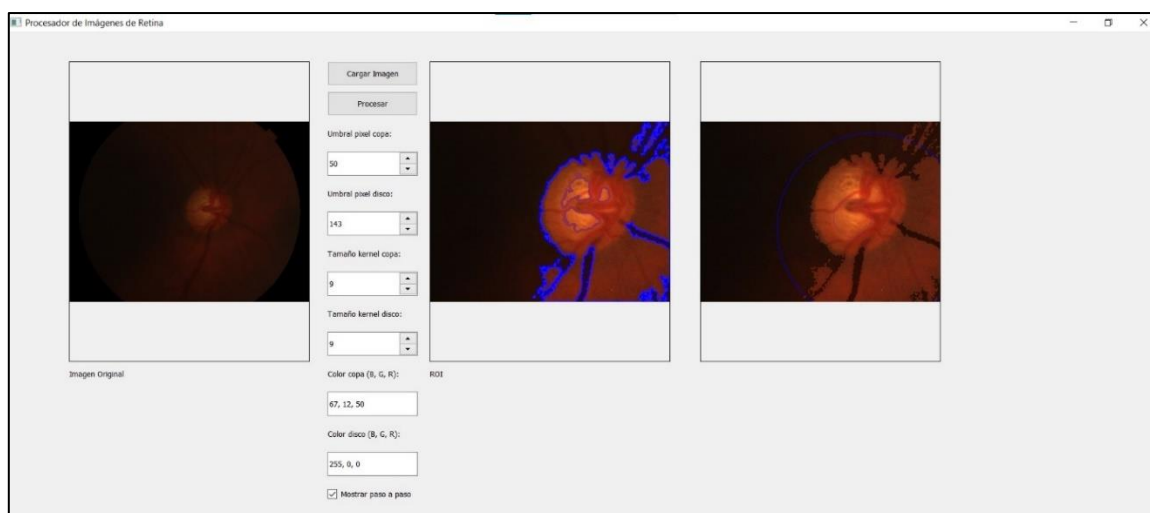 Procesador de Imágenes de Retina
Cargar Imagen
Procesar
Umbral pixel copa:
50
Umbral pixel disco:
143
Tamaño kernel copa:
9
Tamaño kernel disco:
9
Imagen Original
Color copa (B, G, R):
ROI
67, 12, 50
Color disco (B, G, R):
255, 0, 0
Mostrar paso a paso